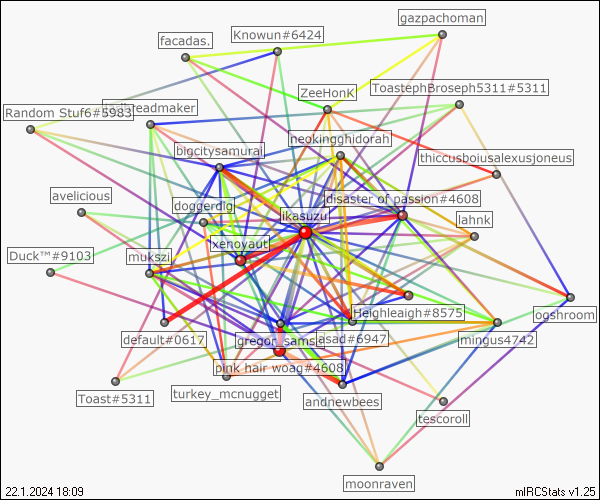 gazpachoman
Knowun#6424
facadas.
ZeeHonK
ToastephBroseph5311#5311
Random Stuf6#5983
breadmaker
neokingghidorah
bigcitysamurai
thiccusboiusalexusjoneus
avelicious
disaster of passion#4608
doggerdig
ikasuzu
lahnk
xenoyaut
Duck™#9103
mukszi
Heighleaigh#8575
ogshroom
default#0617
gregor_sams
asad#6947
mingus4742
pink hair woag#4608
turkey_mcnugget
Toast#5311
andnewbees
tescoroll
moonraven
22.1.2024 18:09
mIRCStats v1.25